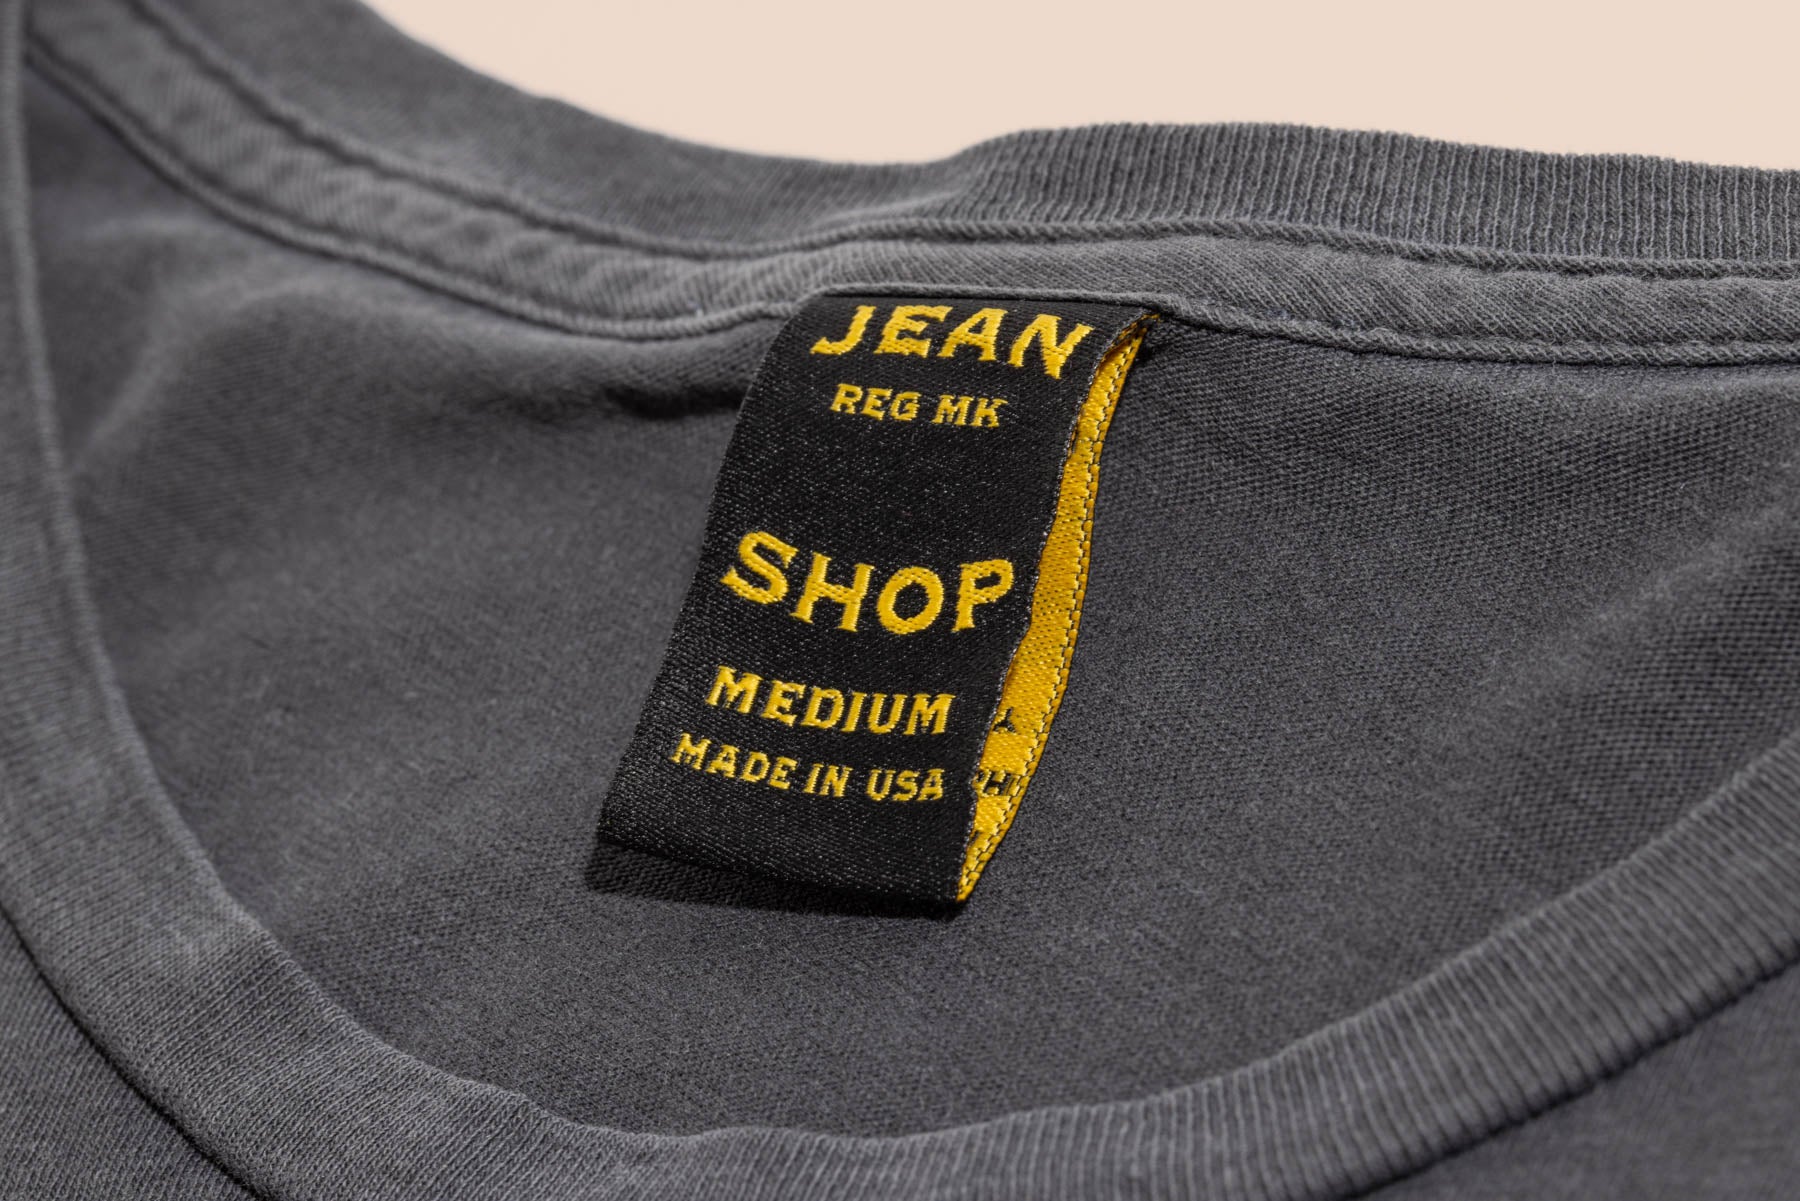 JEAN
REG MK
SHOP
MEDIUM
MADE IN USA